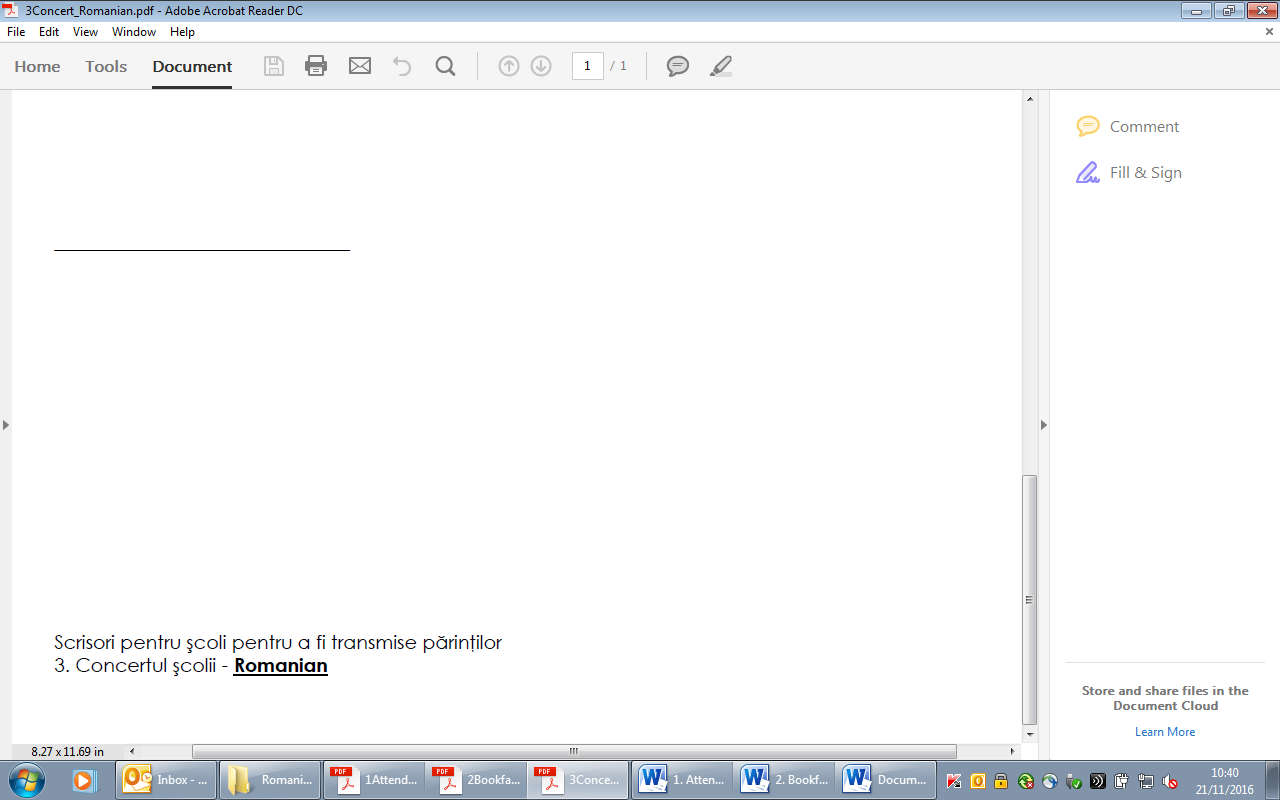 3Concert_Romanian.pdf - Adobe Acrobat Reader DC
File Edit View Window Help
Home Tools Document 1 / 1
Comment
Fill & Sign
Scrisori pentru şcoli pentru a fi transmise părinților
3. Concertul şcolii - Romanian
Store and share files in the
Document Cloud
Learn More
8.27 x 11.69 in
Inbox - ... Romani... 1Attend... 2Bookfa... 3Conce... 1. Atten... 2. Bookf... Docum...
10:40
21/11/2016